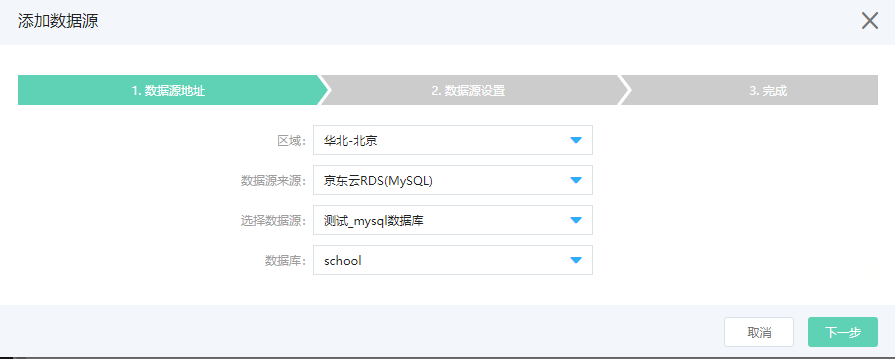 添加数据源
1. 数据源地址 2. 数据源设置 3. 完成
区域： 华北-北京
数据源来源： 京东云RDS(MySQL)
选择数据源： 测试_mysql数据库
数据库： school
取消 下一步